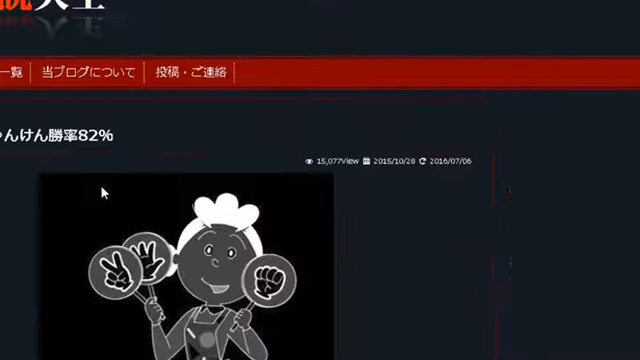 一覧
当ブログについて
投稿・ご連絡
んけん勝率82%
15,077View 2015/10/28 2016/07/06